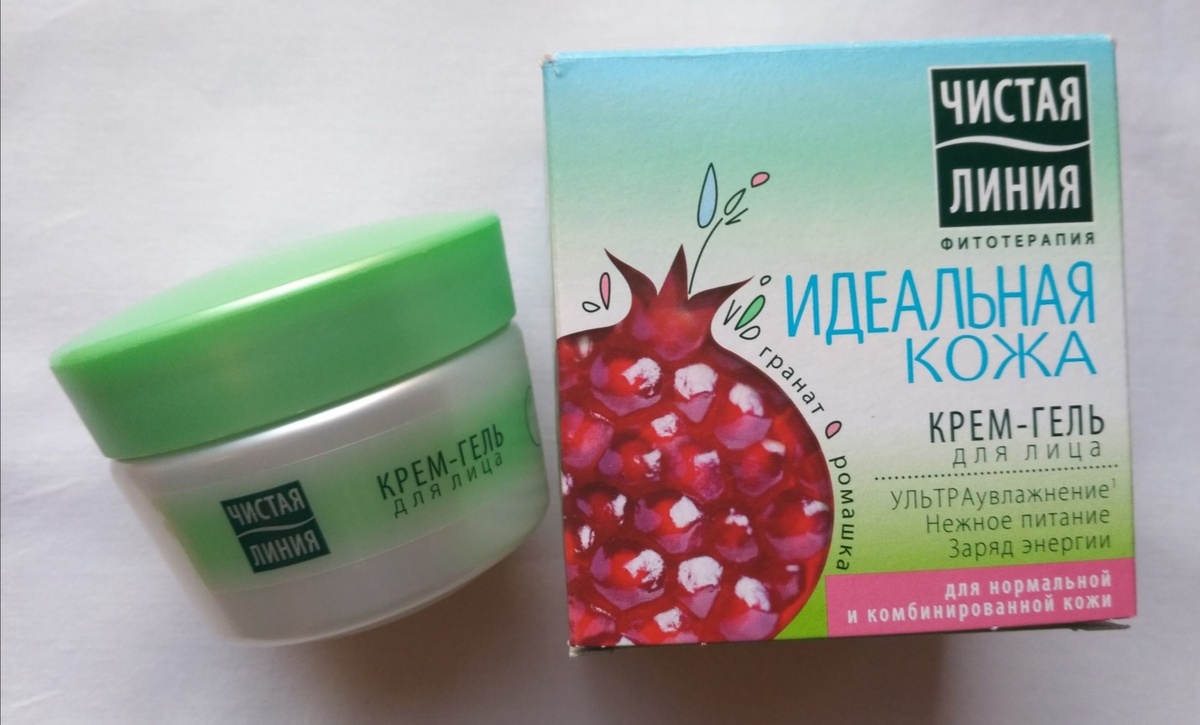 ЧИСТАЯ
ЛИНИЯ
КРЕМ-ГЕЛЬ
для лица
ЧИСТАЯ
ЛИНИЯ
ФИТОТЕРАПИЯ
ИДЕАЛЬНАЯ
КОЖА
гранат
ромашка
КРЕМ-ГЕЛЬ
для лица
УЛЬТРАувлажнение¹
Нежное питание
Заряд энергии
для нормальной
и комбинированной кожи